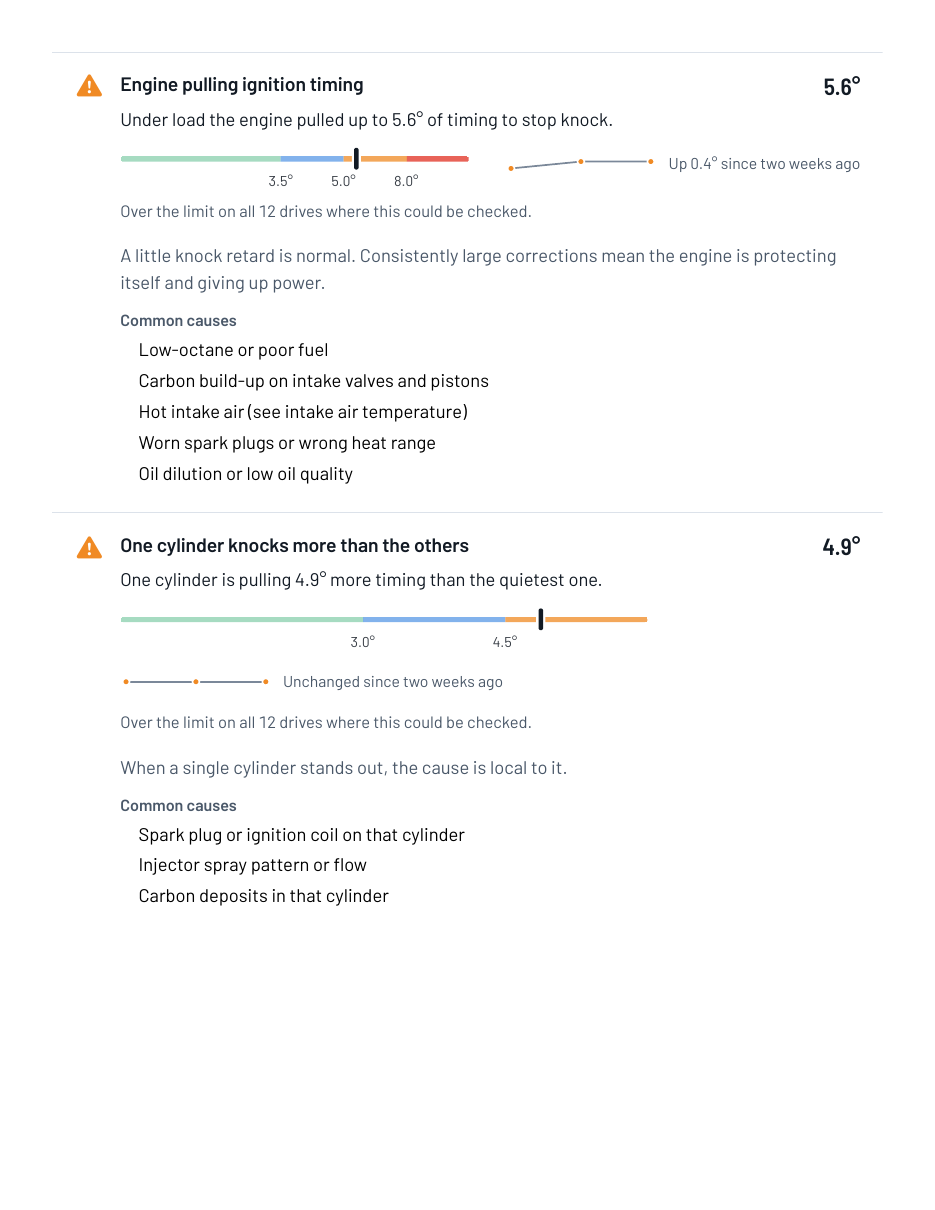 Engine pulling ignition timing
5.6°
Under load the engine pulled up to 5.6° of timing to stop knock.
3.5° 5.0° 8.0°
Up 0.4° since two weeks ago
Over the limit on all 12 drives where this could be checked.
A little knock retard is normal. Consistently large corrections mean the engine is protecting
itself and giving up power.
Common causes
Low-octane or poor fuel
Carbon build-up on intake valves and pistons
Hot intake air (see intake air temperature)
Worn spark plugs or wrong heat range
Oil dilution or low oil quality
One cylinder knocks more than the others
4.9°
One cylinder is pulling 4.9° more timing than the quietest one.
3.0° 4.5°
Unchanged since two weeks ago
Over the limit on all 12 drives where this could be checked.
When a single cylinder stands out, the cause is local to it.
Common causes
Spark plug or ignition coil on that cylinder
Injector spray pattern or flow
Carbon deposits in that cylinder